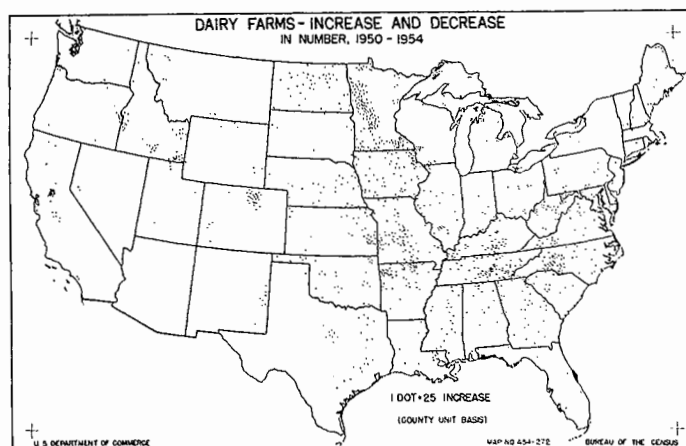 DAIRY FARMS - INCREASE AND DECREASE
IN NUMBER, 1950 - 1954
1 DOT=25 INCREASE
(COUNTY UNIT BASIS)
U. S. DEPARTMENT OF COMMERCE
MAP NO. A54-272
BUREAU OF THE CENSUS